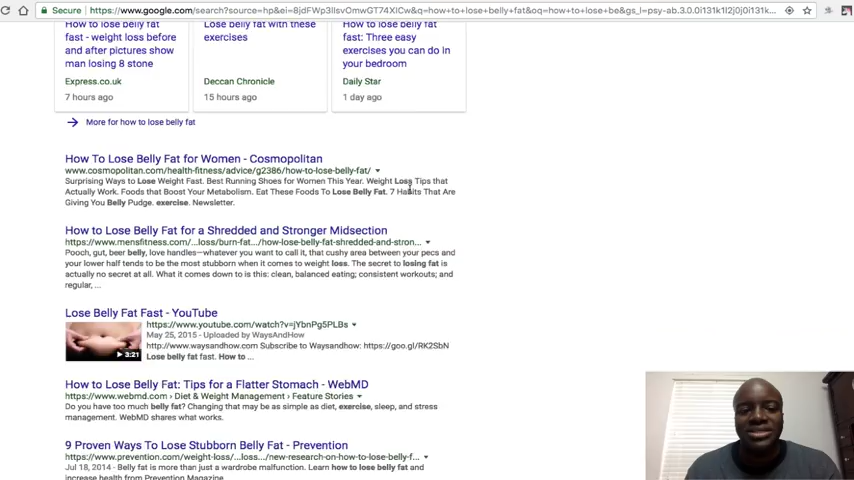 Secure
https://www.google.com/search?source=hp&ei=8jdFWp3IIsvOmwGT74XICw&q=how+to+lose+belly+fat&oq=how+to+lose+be&gs_l=psy-ab.3.0.0i131k1l2j0j0i131k...
How to lose belly fat
fast - weight loss before
and after pictures show
man losing 8 stone
Express.co.uk
7 hours ago
Lose belly fat with these
exercises
Deccan Chronicle
15 hours ago
How to lose belly
fat: Three easy
exercises you can do in
your bedroom
Daily Star
1 day ago
More for how to lose belly fat
How To Lose Belly Fat for Women - Cosmopolitan
www.cosmopolitan.com/health-fitness/advice/g2386/how-to-lose-belly-fat/
Surprising Ways to Lose Weight Fast. Best Running Shoes for Women This Year. Weight Loss Tips that
Actually Work. Foods that Boost Your Metabolism. Eat These Foods To Lose Belly Fat. 7 Habits That Are
Giving You Belly Pudge. exercise. Newsletter.
How to Lose Belly Fat for a Shredded and Stronger Midsection
https://www.mensfitness.com/...loss/burn-fat.../how-lose-belly-fat-shredded-and-stron...
Pooch, gut, beer belly, love handles—whatever you want to call it, that cushy area between your pecs and
your lower half tends to be the most stubborn when it comes to weight loss. The secret to losing fat is
actually no secret at all. What it comes down to is this: clean, balanced eating; consistent workouts; and
regular, ...
Lose Belly Fat Fast - YouTube
https://www.youtube.com/watch?v=jYbnPg5PLBs
May 25, 2015 - Uploaded by WaysAndHow
http://www.waysandhow.com Subscribe to Waysandhow: https://goo.gl/RK2SbN
Lose belly fat fast. How to ...
3:21
How to Lose Belly Fat: Tips for a Flatter Stomach - WebMD
https://www.webmd.com › Diet & Weight Management › Feature Stories
Do you have too much belly fat? Changing that may be as simple as diet, exercise, sleep, and stress
management. WebMD shares what works.
9 Proven Ways To Lose Stubborn Belly Fat - Prevention
https://www.prevention.com/weight-loss/...loss.../new-research-on-how-to-lose-belly-f...
Jul 18, 2014 - Belly fat is more than just a wardrobe malfunction. Learn how to lose belly fat and
increase health from Prevention Magazine